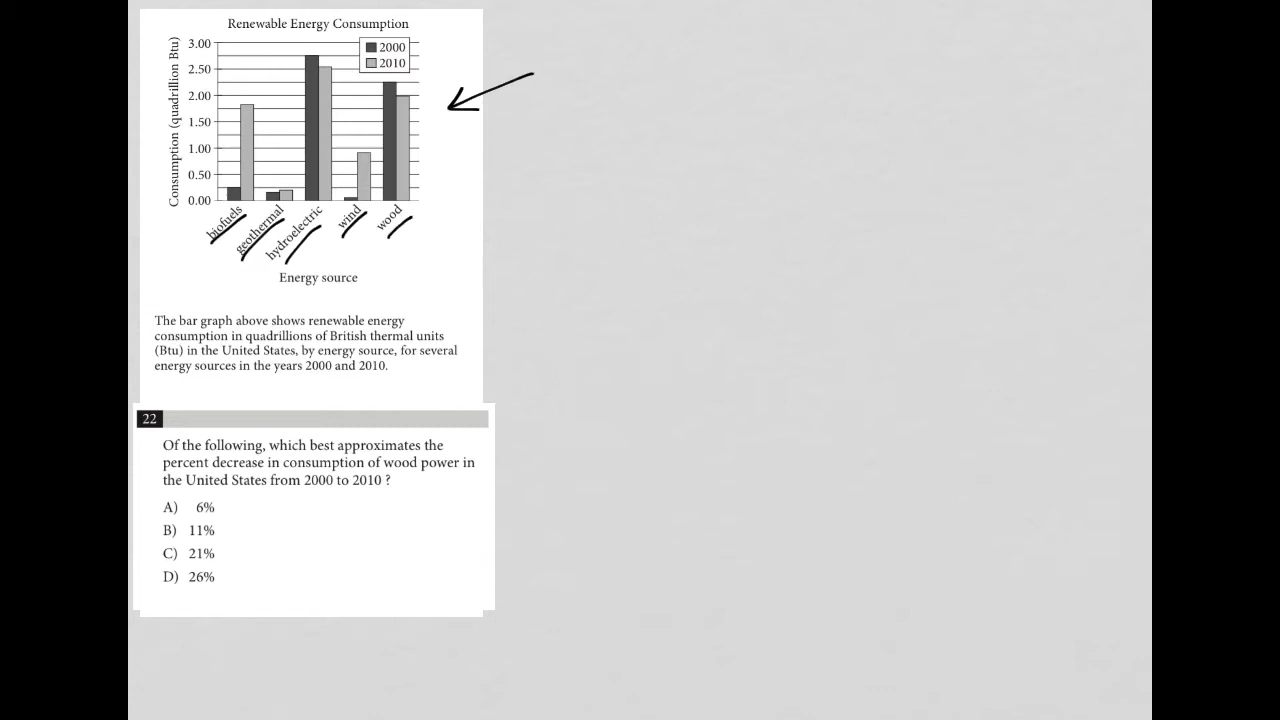 Renewable Energy Consumption
Consumption (quadrillion Btu)
3.00
2.50
2.00
1.50
1.00
0.50
0.00
2000
2010
biofuels
geothermal
hydroelectric
wind
wood
Energy source
The bar graph above shows renewable energy
consumption in quadrillions of British thermal units
(Btu) in the United States, by energy source, for several
energy sources in the years 2000 and 2010.
22
Of the following, which best approximates the
percent decrease in consumption of wood power in
the United States from 2000 to 2010 ?
A) 6%
B) 11%
C) 21%
D) 26%